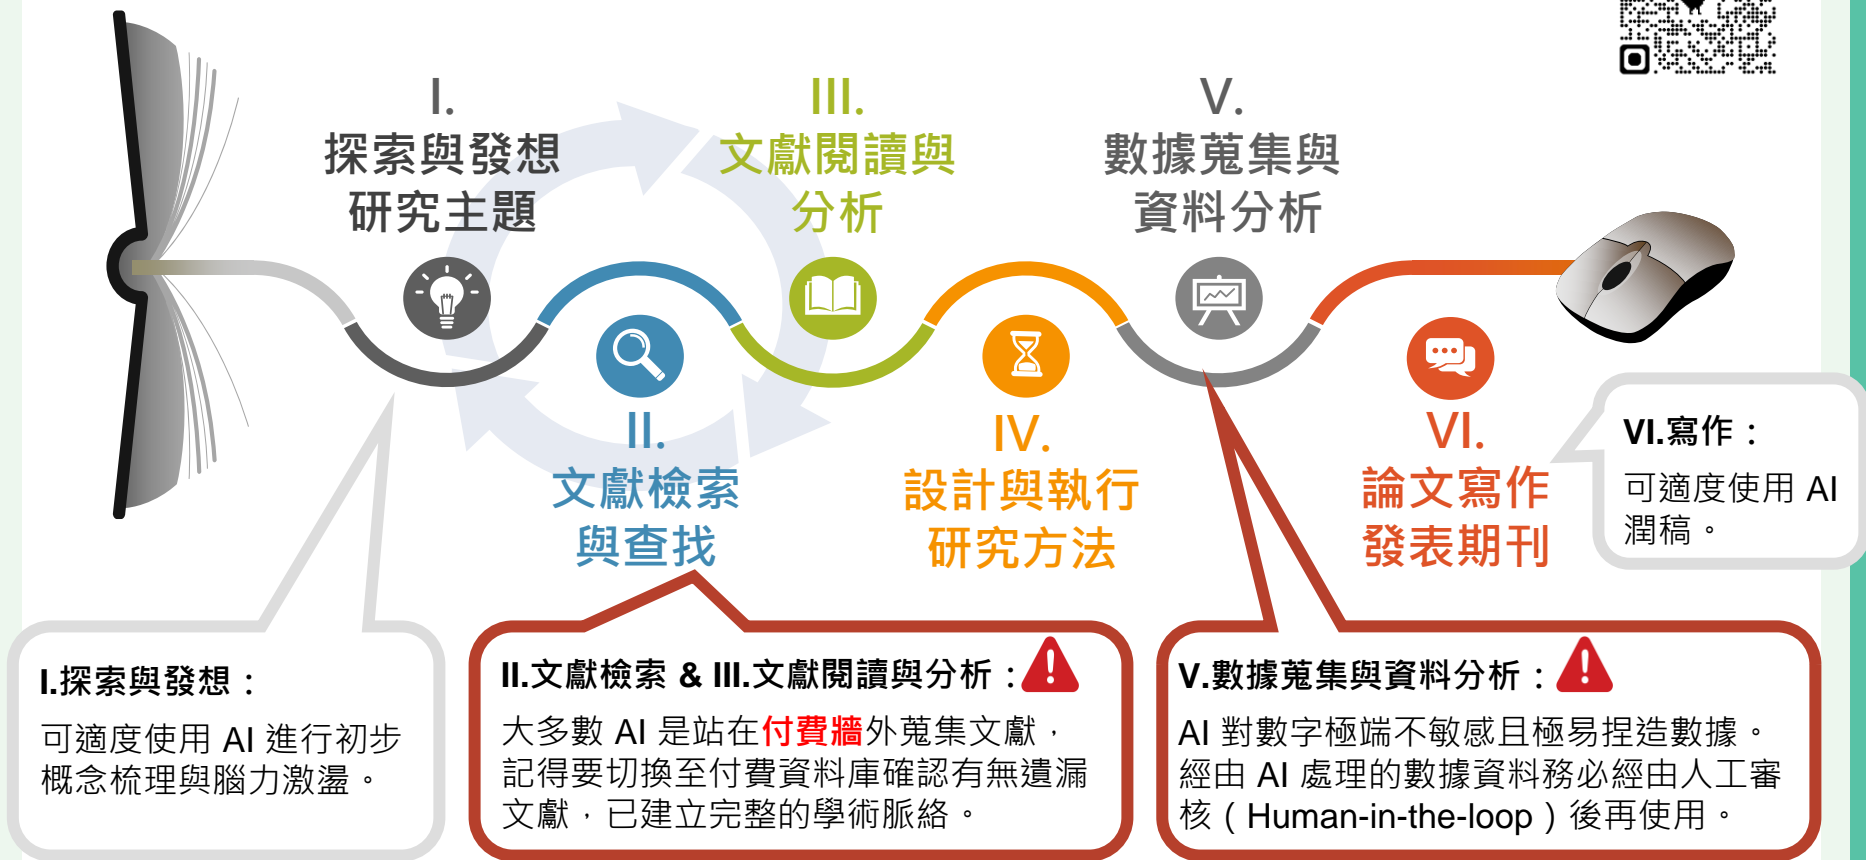 I.
探索與發想
研究主題
II.
文獻檢索
與查找
III.
文獻閱讀與
分析
IV.
設計與執行
研究方法
V.
數據蒐集與
資料分析
VI.
論文寫作
發表期刊
I.探索與發想：
可適度使用 AI 進行初步
概念梳理與腦力激盪。
II.文獻檢索 & III.文獻閱讀與分析：
大多數 AI 是站在付費牆外蒐集文獻，
記得要切換至付費資料庫確認有無遺漏
文獻，已建立完整的學術脈絡。
V.數據蒐集與資料分析：
AI 對數字極端不敏感且極易捏造數據。
經由 AI 處理的數據資料務必經由人工審
核（Human-in-the-loop）後再使用。
VI.寫作：
可適度使用 AI
潤稿。